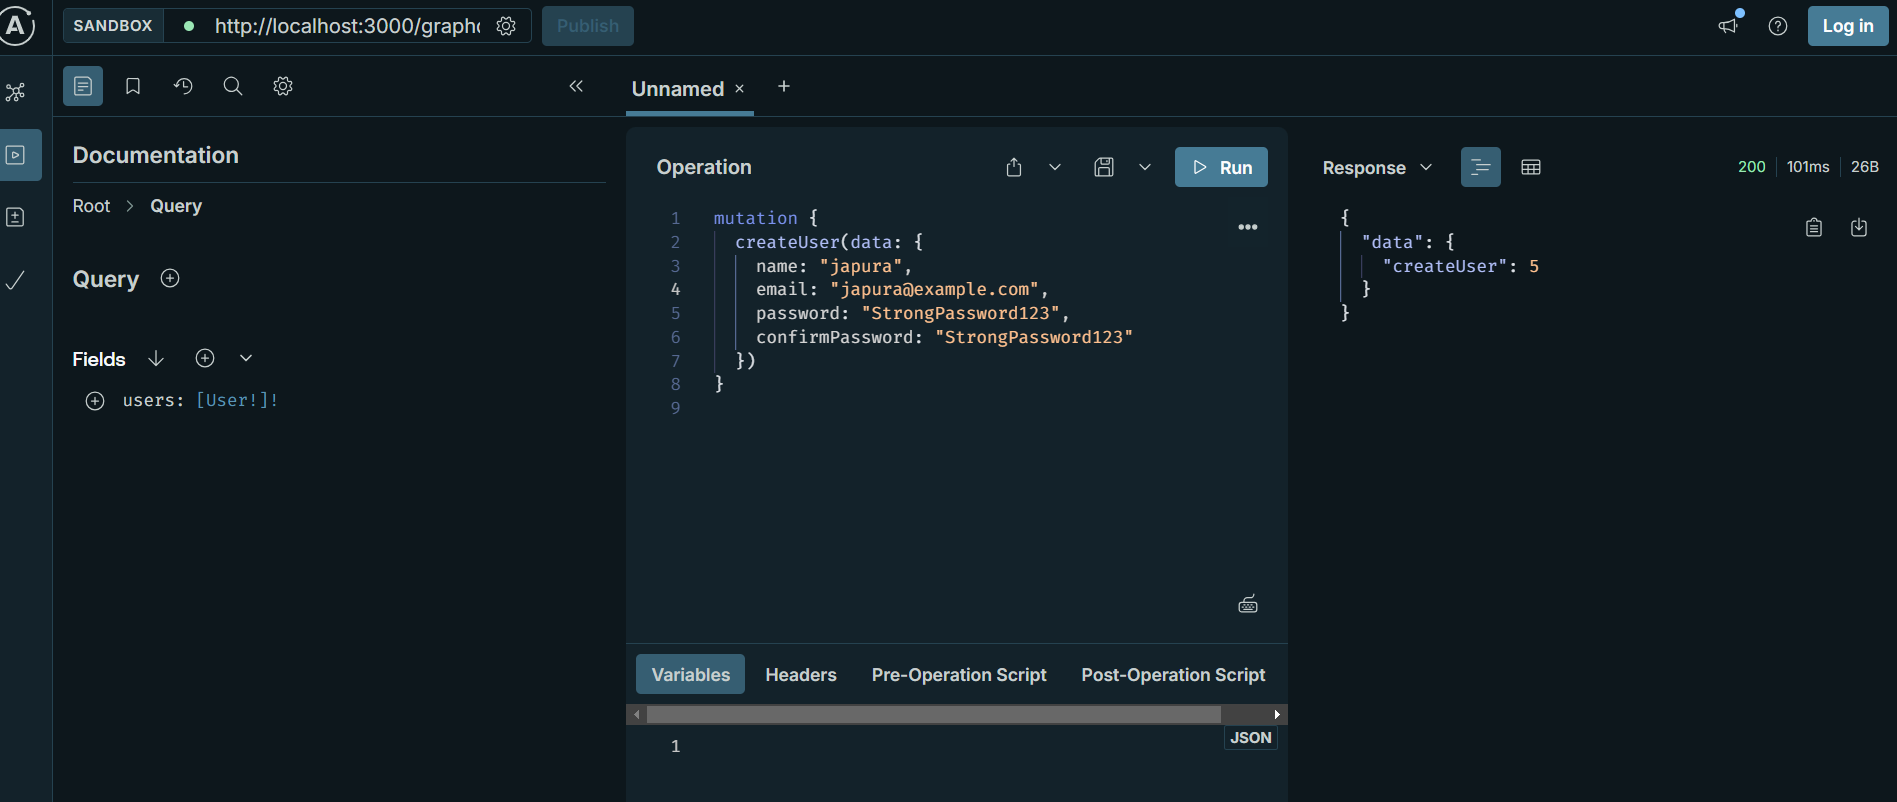 SANDBOX http://localhost:3000/graph Publish Log in
Unnamed
Documentation
Root > Query
Query
Fields
users: [User!]!
Operation
Run
1 mutation {
2 createUser(data: {
3 name: "japura",
4 email: "japura@example.com",
5 password: "StrongPassword123",
6 confirmPassword: "StrongPassword123"
7 })
8 }
9
Variables Headers Pre-Operation Script Post-Operation Script
JSON
1
Response 200 101ms 26B
{
"data": {
"createUser": 5
}
}